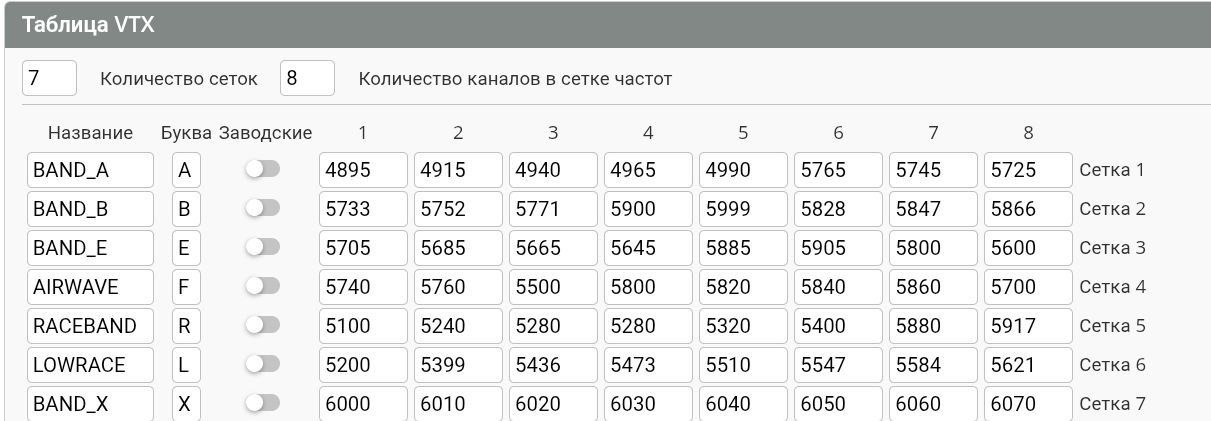 Таблица VTX
7 Количество сеток 8 Количество каналов в сетке частот
Название Буква Заводские 1 2 3 4 5 6 7 8
BAND_A A 4895 4915 4940 4965 4990 5765 5745 5725 Сетка 1
BAND_B B 5733 5752 5771 5900 5999 5828 5847 5866 Сетка 2
BAND_E E 5705 5685 5665 5645 5885 5905 5800 5600 Сетка 3
AIRWAVE F 5740 5760 5500 5800 5820 5840 5860 5700 Сетка 4
RACEBAND R 5100 5240 5280 5280 5320 5400 5880 5917 Сетка 5
LOWRACE L 5200 5399 5436 5473 5510 5547 5584 5621 Сетка 6
BAND_X X 6000 6010 6020 6030 6040 6050 6060 6070 Сетка 7